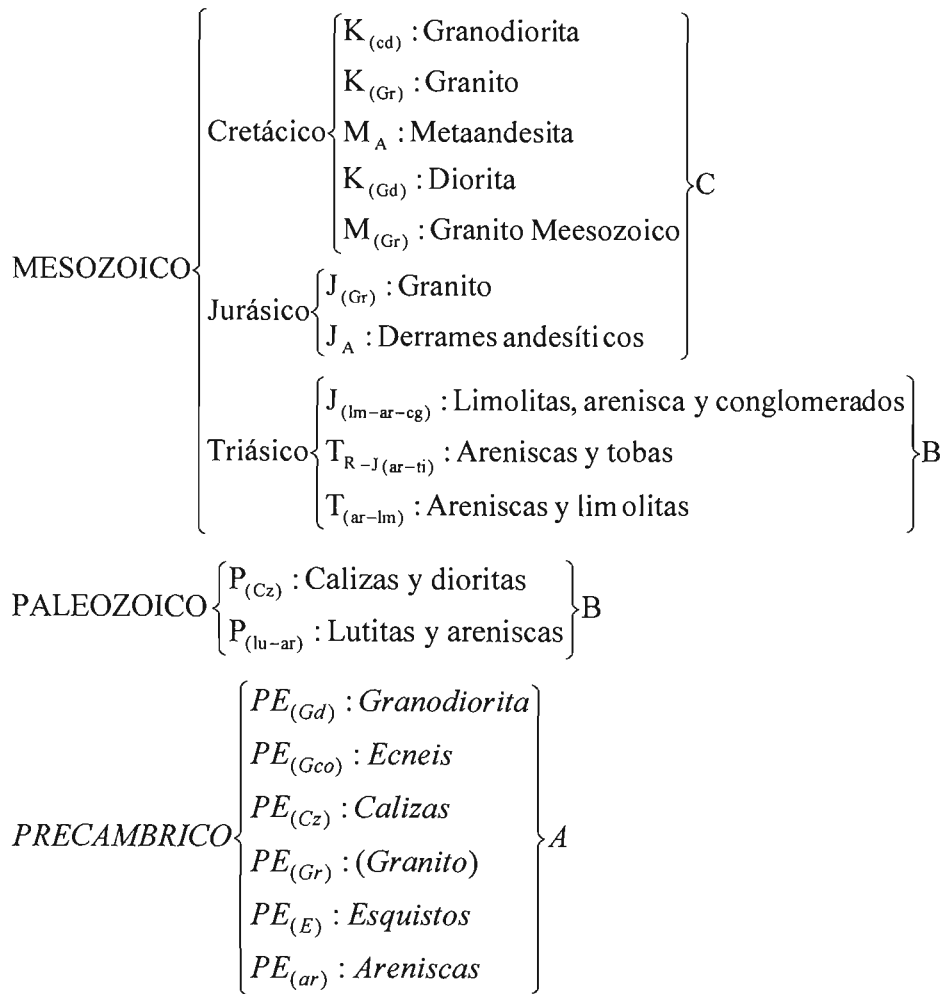 K(cd) : Granodiorita
K(Gr) : Granito
Cretácico M A : Metaandesita
K(Gd) : Diorita
C
M(Gr) : Granito Meesozoico
MESOZOICO
J(Gr) : Granito
Jurásico
J A : Derrames andesíti cos
J(lm-ar-cg) : Limolitas, arenisca y conglomerados
Triásico T R-J(ar-ti) : Areniscas y tobas B
T(ar-lm) : Areniscas y lim olitas
P(Cz) : Calizas y dioritas
PALEOZOICO B
P(lu-ar) : Lutitas y areniscas
PE(Gd) : Granodiorita
PE(Gco) : Ecneis
PE(Cz) : Calizas
PRECAMBRICO A
PE(Gr) : (Granito)
PE(E) : Esquistos
PE(ar) : Areniscas